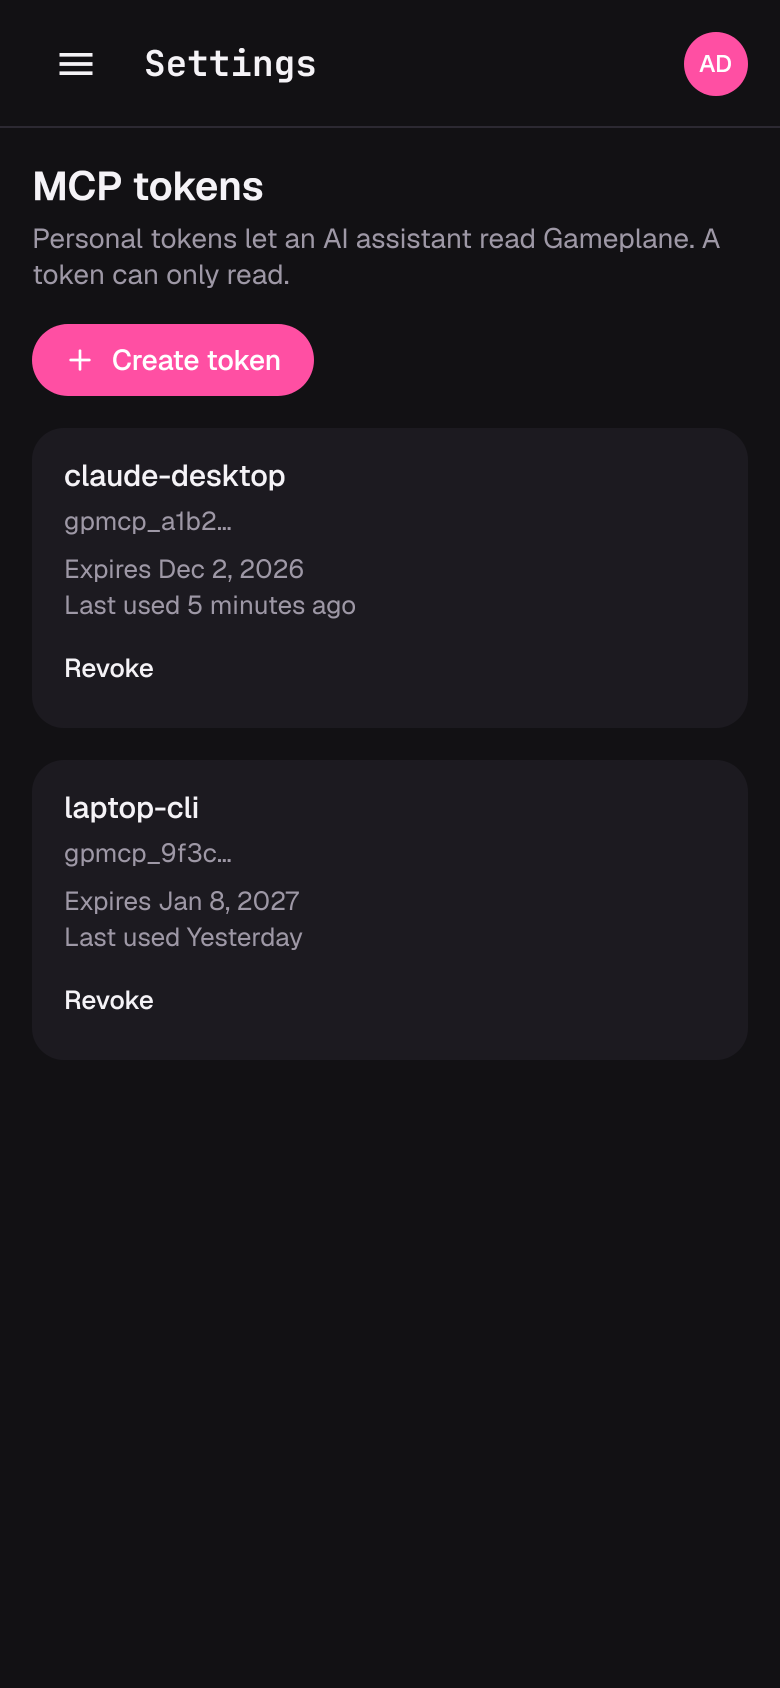 Settings
AD
MCP tokens
Personal tokens let an AI assistant read Gameplane. A
token can only read.
Create token
claude-desktop
gpmcp_a1b2…
Expires Dec 2, 2026
Last used 5 minutes ago
Revoke
laptop-cli
gpmcp_9f3c…
Expires Jan 8, 2027
Last used Yesterday
Revoke